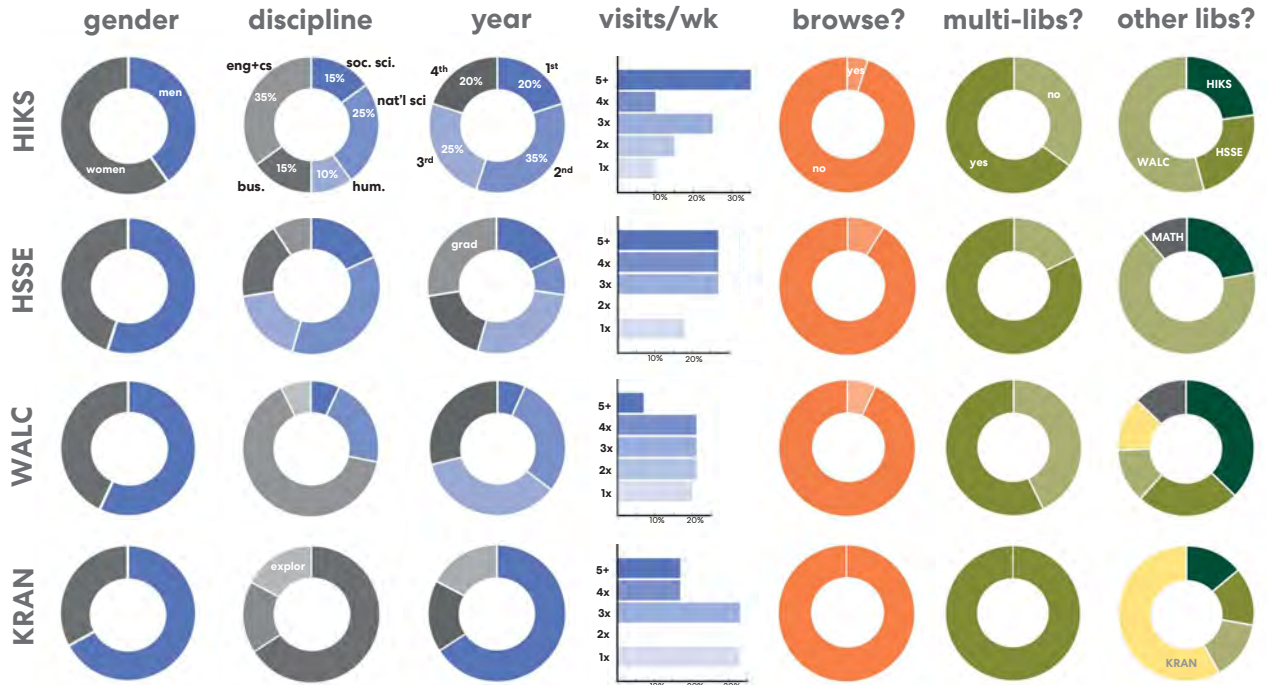 gender discipline year visits/wk browse? multi-libs? other libs?
HIKS
men
women
eng+cs
soc. sci.
15%
35%
nat'l sci
25%
15%
10%
bus.
hum.
4th
1st
20%
20%
25%
35%
3rd
2nd
5+
4x
3x
2x
1x
10% 20% 30%
yes
no
no
yes
HIKS
WALC
HSSE
HSSE
grad
5+
4x
3x
2x
1x
10% 20%
MATH
WALC
5+
4x
3x
2x
1x
10% 20%
KRAN
explor
5+
4x
3x
2x
1x
KRAN